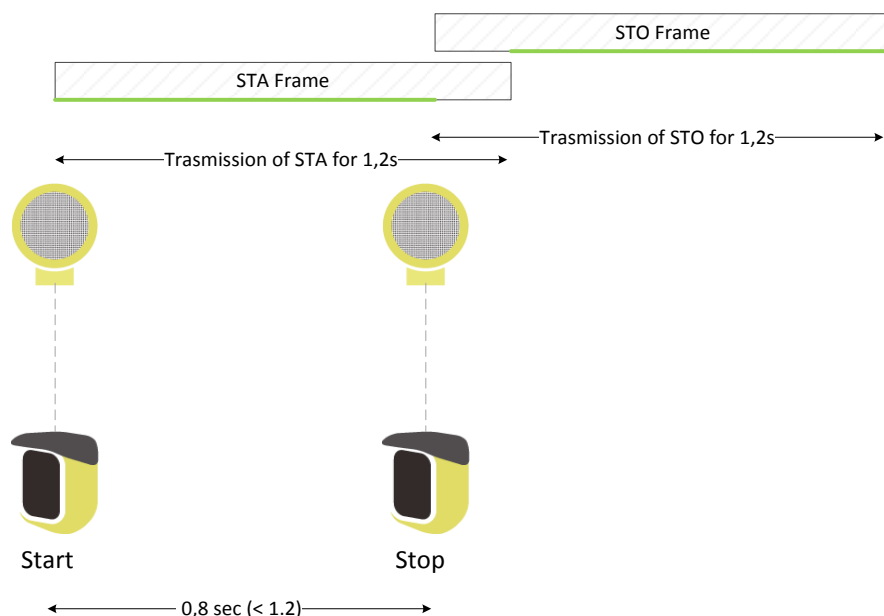 STO Frame
STA Frame
Trasmission of STO for 1,2s
Trasmission of STA for 1,2s
Start
Stop
0,8 sec (< 1.2)